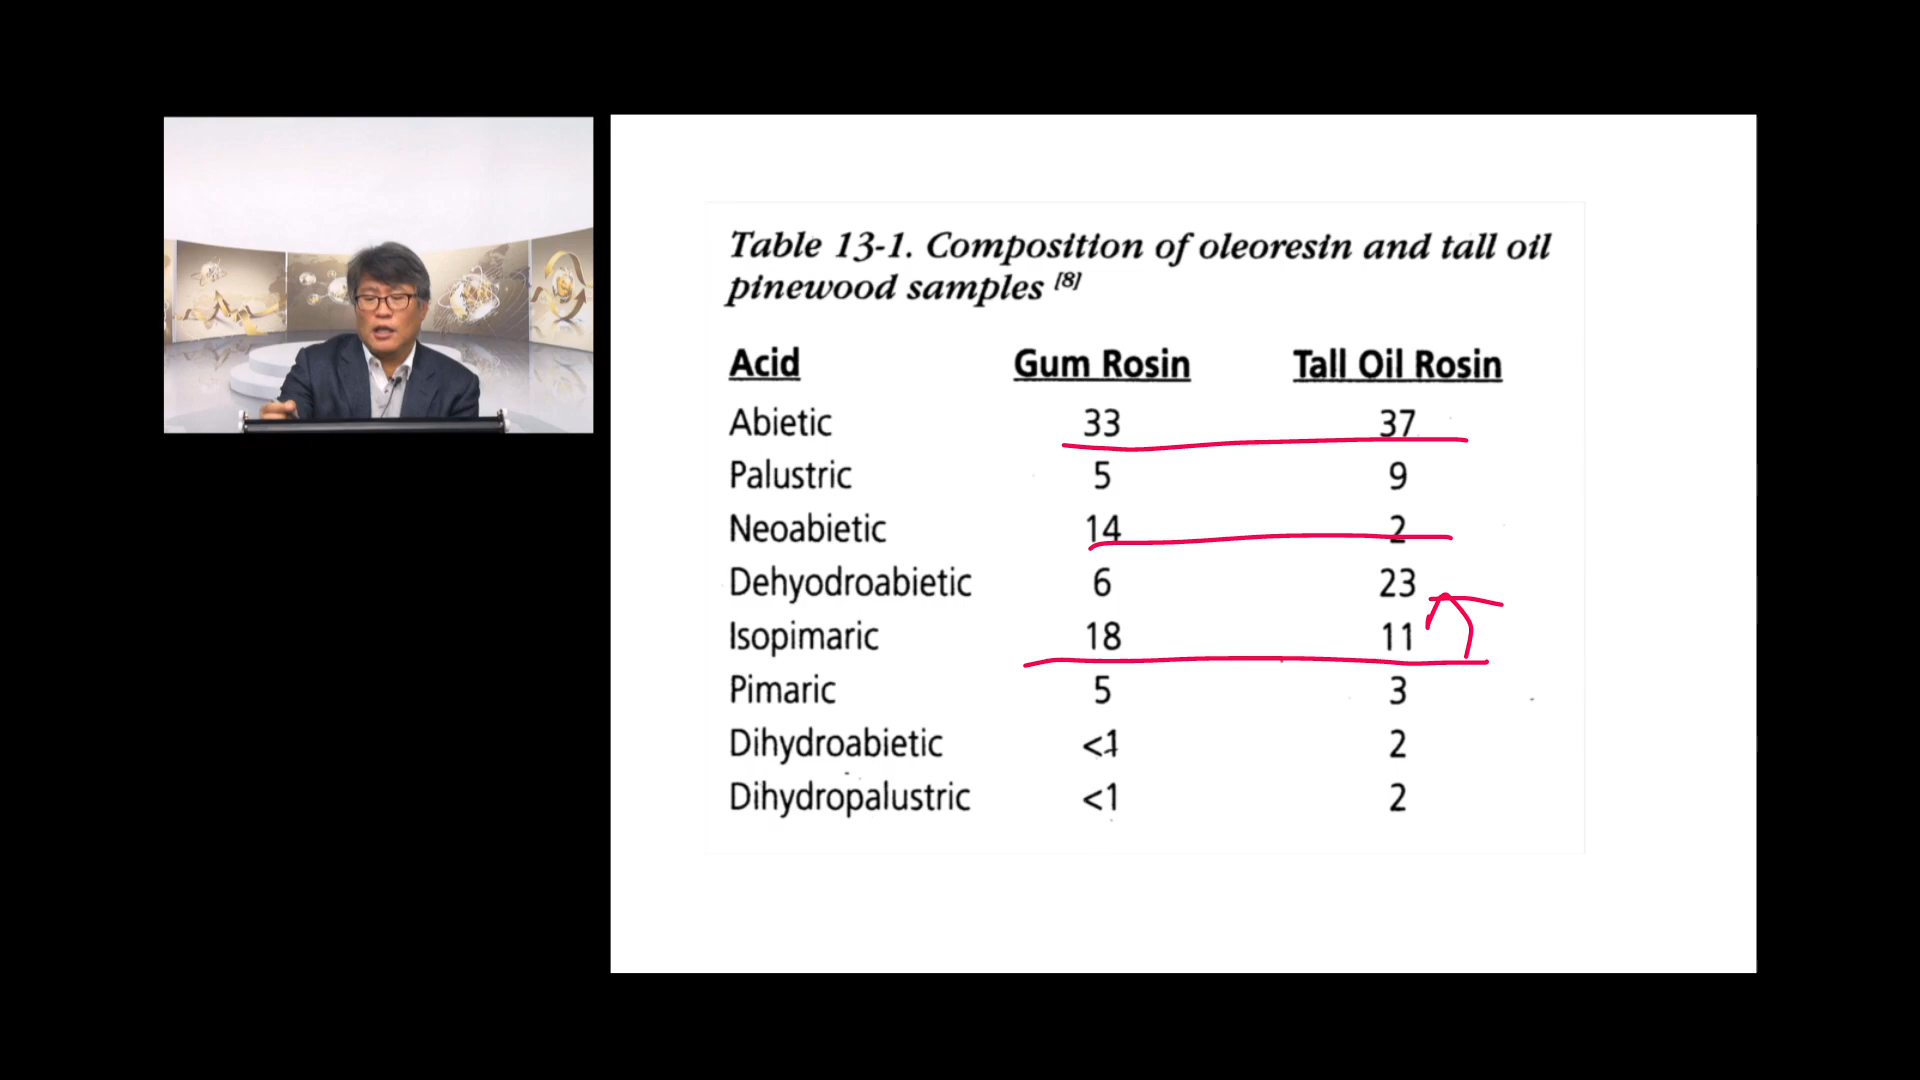 Table 13-1. Composition of oleoresin and tall oil
pinewood samples [8]
Acid Gum Rosin Tall Oil Rosin
Abietic 33 37
Palustric 5 9
Neoabietic 14 2
Dehyodroabietic 6 23
Isopimaric 18 11
Pimaric 5 3
Dihydroabietic <1 2
Dihydropalustric <1 2